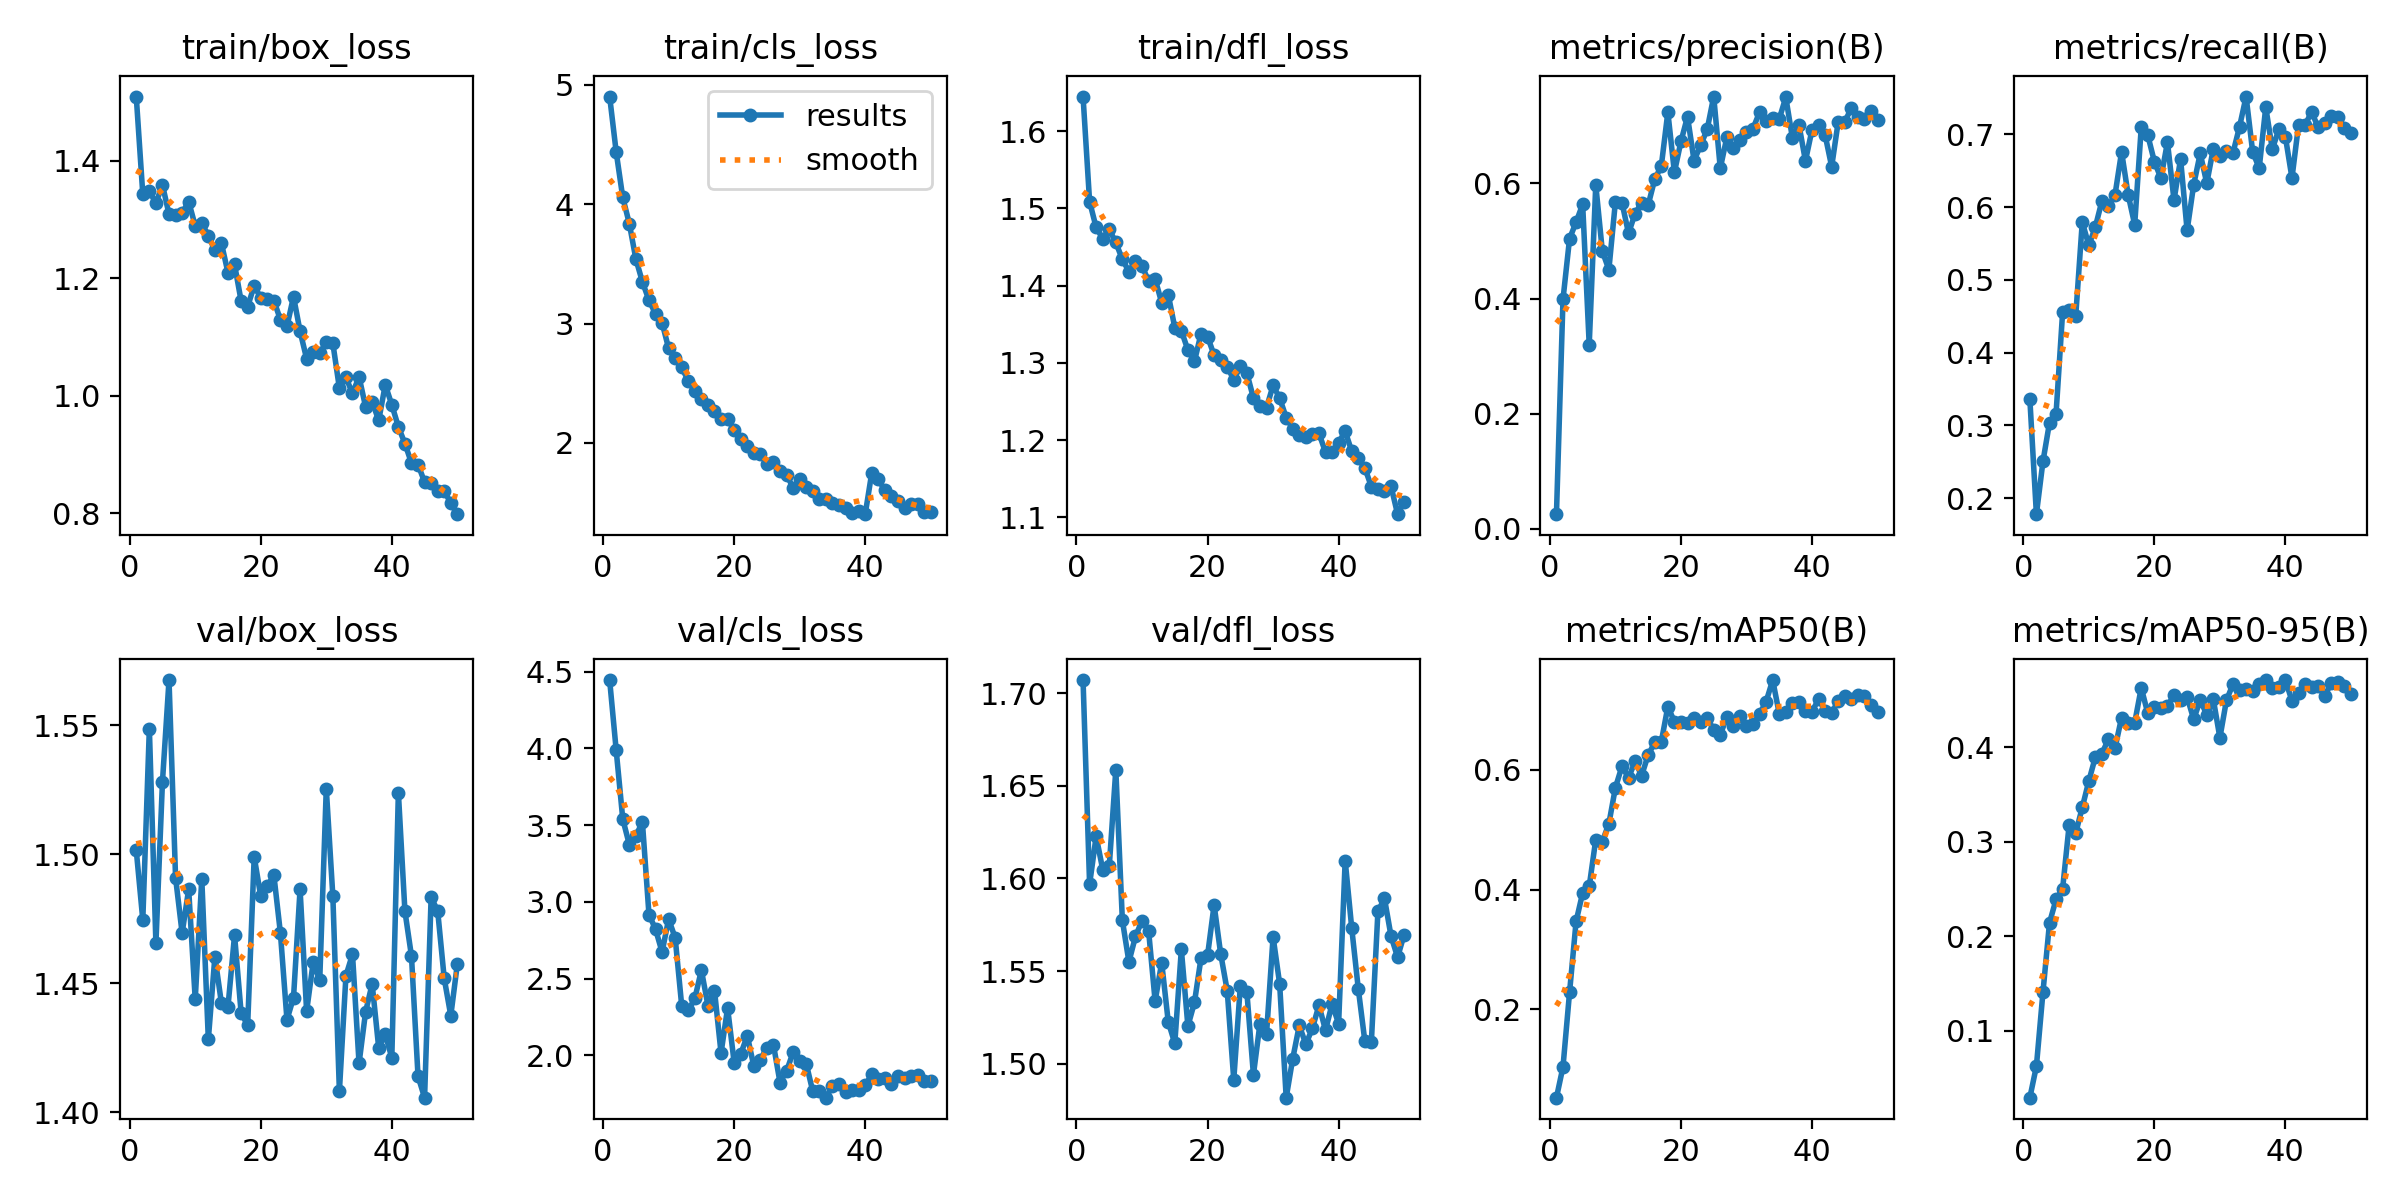 train/box_loss
1.4
1.2
1.0
0.8
0 20 40
train/cls_loss
results
smooth
5
4
3
2
0 20 40
train/dfl_loss
1.6
1.5
1.4
1.3
1.2
1.1
0 20 40
metrics/precision(B)
0.6
0.4
0.2
0.0
0 20 40
metrics/recall(B)
0.7
0.6
0.5
0.4
0.3
0.2
0 20 40
val/box_loss
1.55
1.50
1.45
1.40
0 20 40
val/cls_loss
4.5
4.0
3.5
3.0
2.5
2.0
0 20 40
val/dfl_loss
1.70
1.65
1.60
1.55
1.50
0 20 40
metrics/mAP50(B)
0.6
0.4
0.2
0 20 40
metrics/mAP50-95(B)
0.4
0.3
0.2
0.1
0 20 40